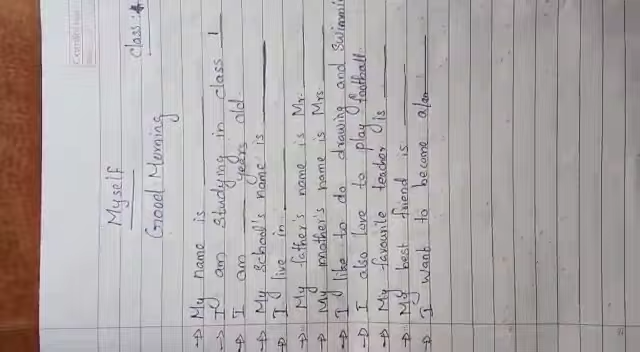 Class: 1
Myself
Good Morning
→ My name is
→ I am studying in class 1
→ I am years old.
→ My school's name is
→ I live in
→ My father's name is Mr.
→ My mother's name is Mrs
→ I like to do drawing and Swimmi
→ I also love to play football.
→ My favourite teacher is
→ My best friend is
→ I want to become a/an